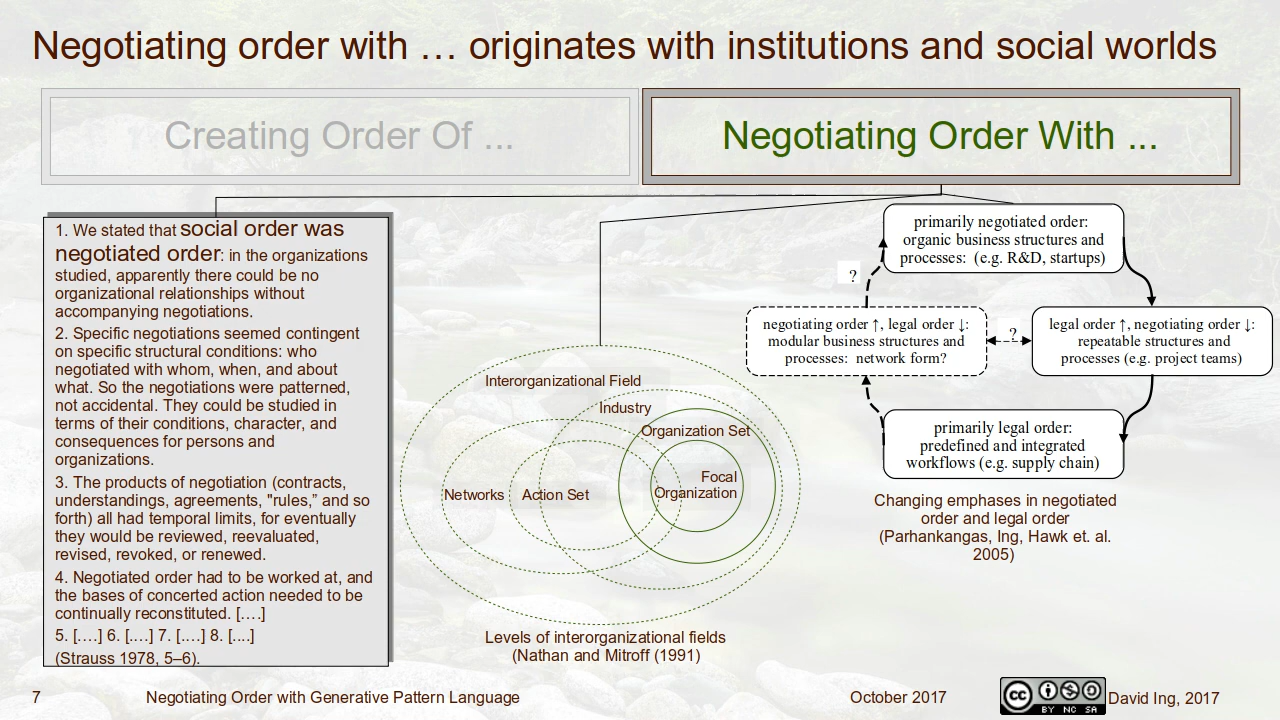 Negotiating order with … originates with institutions and social worlds
Creating Order Of ...
Negotiating Order With ...
1. We stated that social order was
negotiated order: in the organizations
studied, apparently there could be no
organizational relationships without
accompanying negotiations.
2. Specific negotiations seemed contingent
on specific structural conditions: who
negotiated with whom, when, and about
what. So the negotiations were patterned,
not accidental. They could be studied in
terms of their conditions, character, and
consequences for persons and
organizations.
3. The products of negotiation (contracts,
understandings, agreements, "rules,” and so
forth) all had temporal limits, for eventually
they would be reviewed, reevaluated,
revised, revoked, or renewed.
4. Negotiated order had to be worked at, and
the bases of concerted action needed to be
continually reconstituted. [….]
5. [….] 6. [….] 7. [….] 8. [....]
(Strauss 1978, 5–6).
Interorganizational Field
Industry
Organization Set
Focal
Organization
Networks
Action Set
Levels of interorganizational fields
(Nathan and Mitroff (1991)
primarily negotiated order:
organic business structures and
processes: (e.g. R&D, startups)
?
negotiating order ↑, legal order ↓:
modular business structures and
processes: network form?
?
legal order ↑, negotiating order ↓:
repeatable structures and
processes (e.g. project teams)
primarily legal order:
predefined and integrated
workflows (e.g. supply chain)
Changing emphases in negotiated
order and legal order
(Parhankangas, Ing, Hawk et. al.
2005)
7
Negotiating Order with Generative Pattern Language
October 2017
cc
BY NC SA
David Ing, 2017